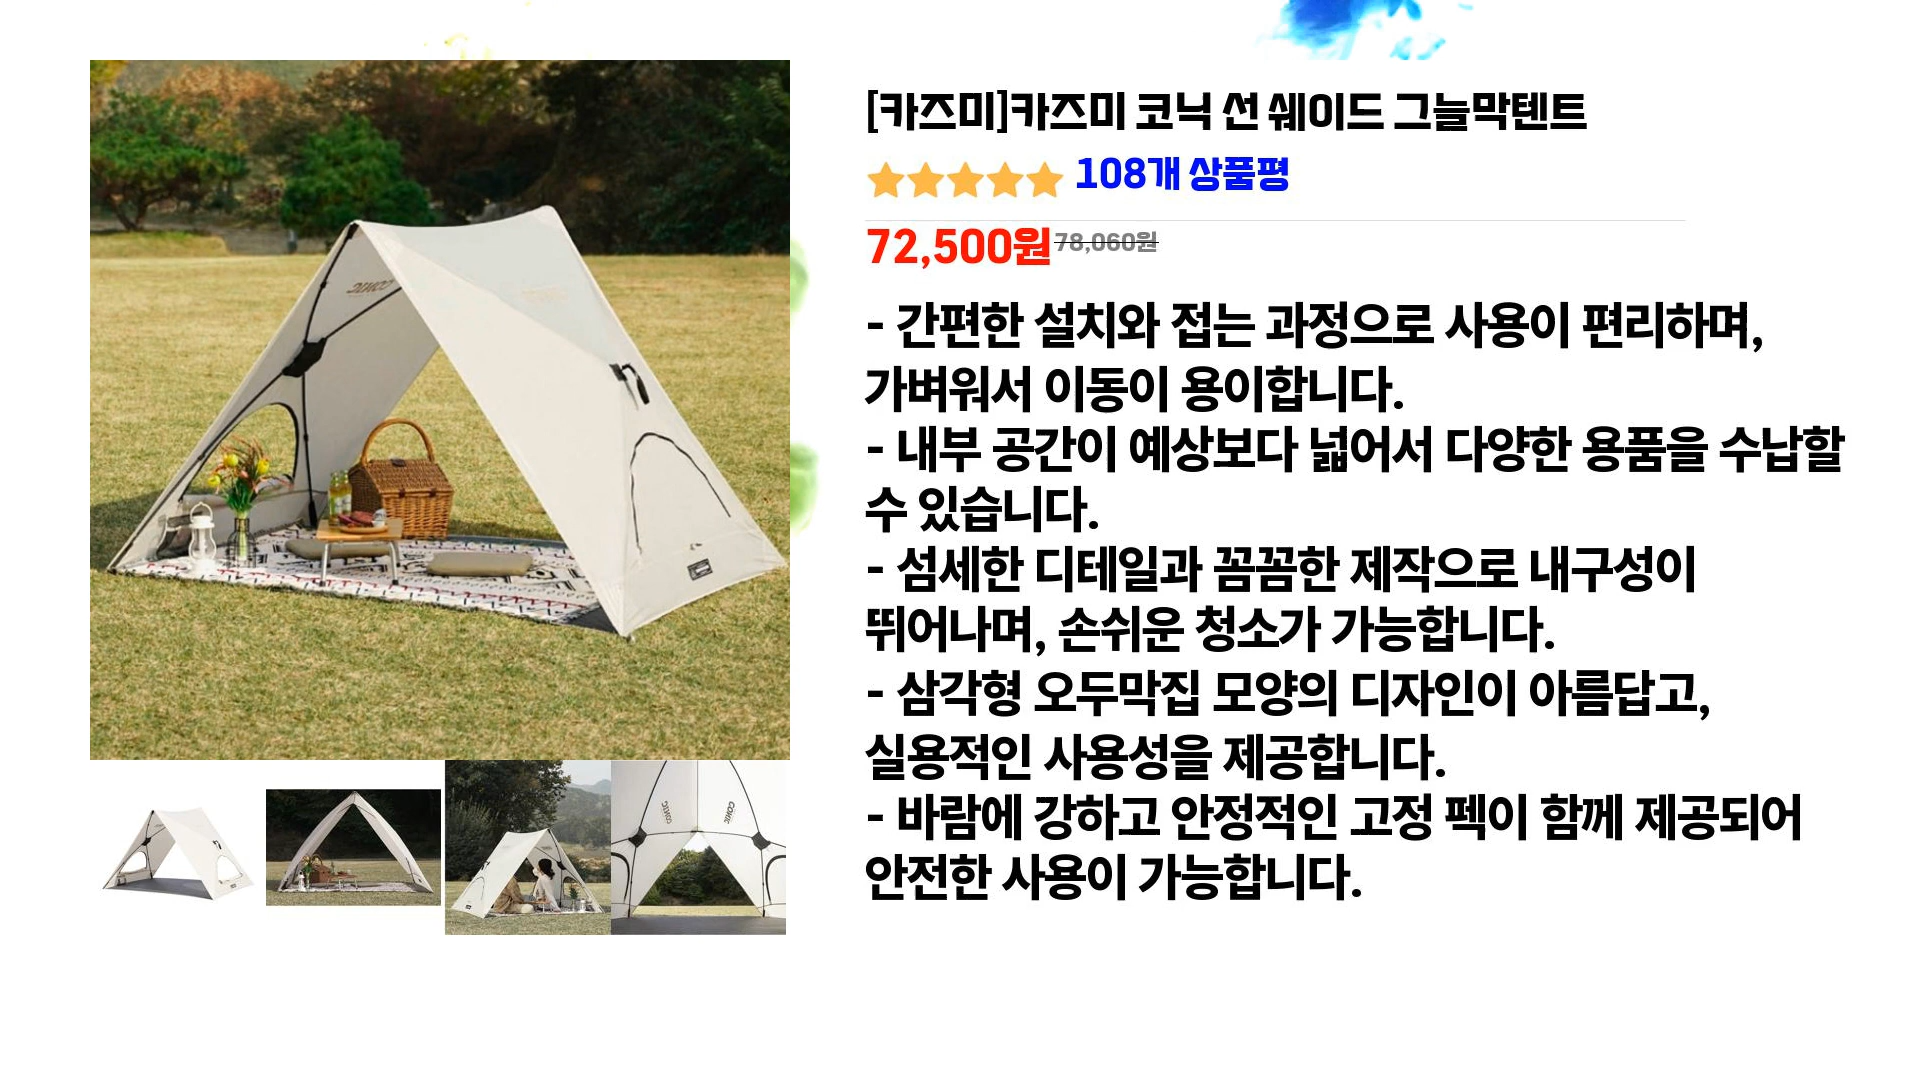 [카즈미]카즈미 코닉 선 쉐이드 그늘막텐트
108개 상품평
72,500원 78,060원
- 간편한 설치와 접는 과정으로 사용이 편리하며,
가벼워서 이동이 용이합니다.
- 내부 공간이 예상보다 넓어서 다양한 용품을 수납할
수 있습니다.
- 섬세한 디테일과 꼼꼼한 제작으로 내구성이
뛰어나며, 손쉬운 청소가 가능합니다.
- 삼각형 오두막집 모양의 디자인이 아름답고,
실용적인 사용성을 제공합니다.
- 바람에 강하고 안정적인 고정 펙이 함께 제공되어
안전한 사용이 가능합니다.
CONIC
CONIC
CONIC